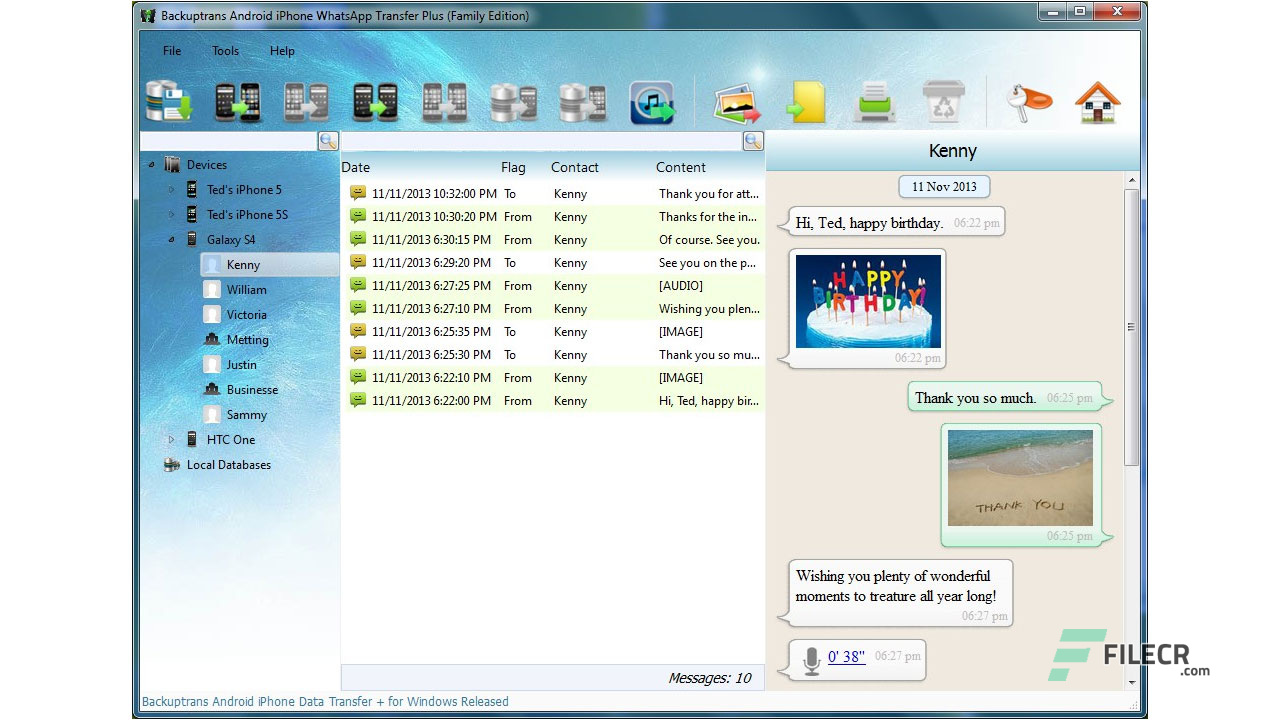 Backuptrans Android iPhone WhatsApp Transfer Plus (Family Edition)
File Tools Help
Devices
Ted's iPhone 5
Ted's iPhone 5S
Galaxy S4
Kenny
William
Victoria
Metting
Justin
Businesse
Sammy
HTC One
Local Databases
Date Flag Contact Content
11/11/2013 10:32:00 PM To Kenny Thank you for att...
11/11/2013 10:30:20 PM From Kenny Thanks for the in...
11/11/2013 6:30:15 PM From Kenny Of course. See you.
11/11/2013 6:29:20 PM To Kenny See you on the p...
11/11/2013 6:27:25 PM From Kenny [AUDIO]
11/11/2013 6:27:10 PM From Kenny Wishing you plen...
11/11/2013 6:25:35 PM To Kenny [IMAGE]
11/11/2013 6:25:30 PM To Kenny Thank you so mu...
11/11/2013 6:22:10 PM From Kenny [IMAGE]
11/11/2013 6:22:00 PM From Kenny Hi, Ted, happy bir...
Messages: 10
Kenny
11 Nov 2013
Hi, Ted, happy birthday. 06:22 pm
HAPPY
BIRTHDAY!
06:22 pm
Thank you so much. 06:25 pm
THANK YOU
06:25 pm
Wishing you plenty of wonderful
moments to treature all year long!
06:27 pm
0' 38" 06:27 pm
FILECR
.com
Backuptrans Android iPhone Data Transfer + for Windows Released